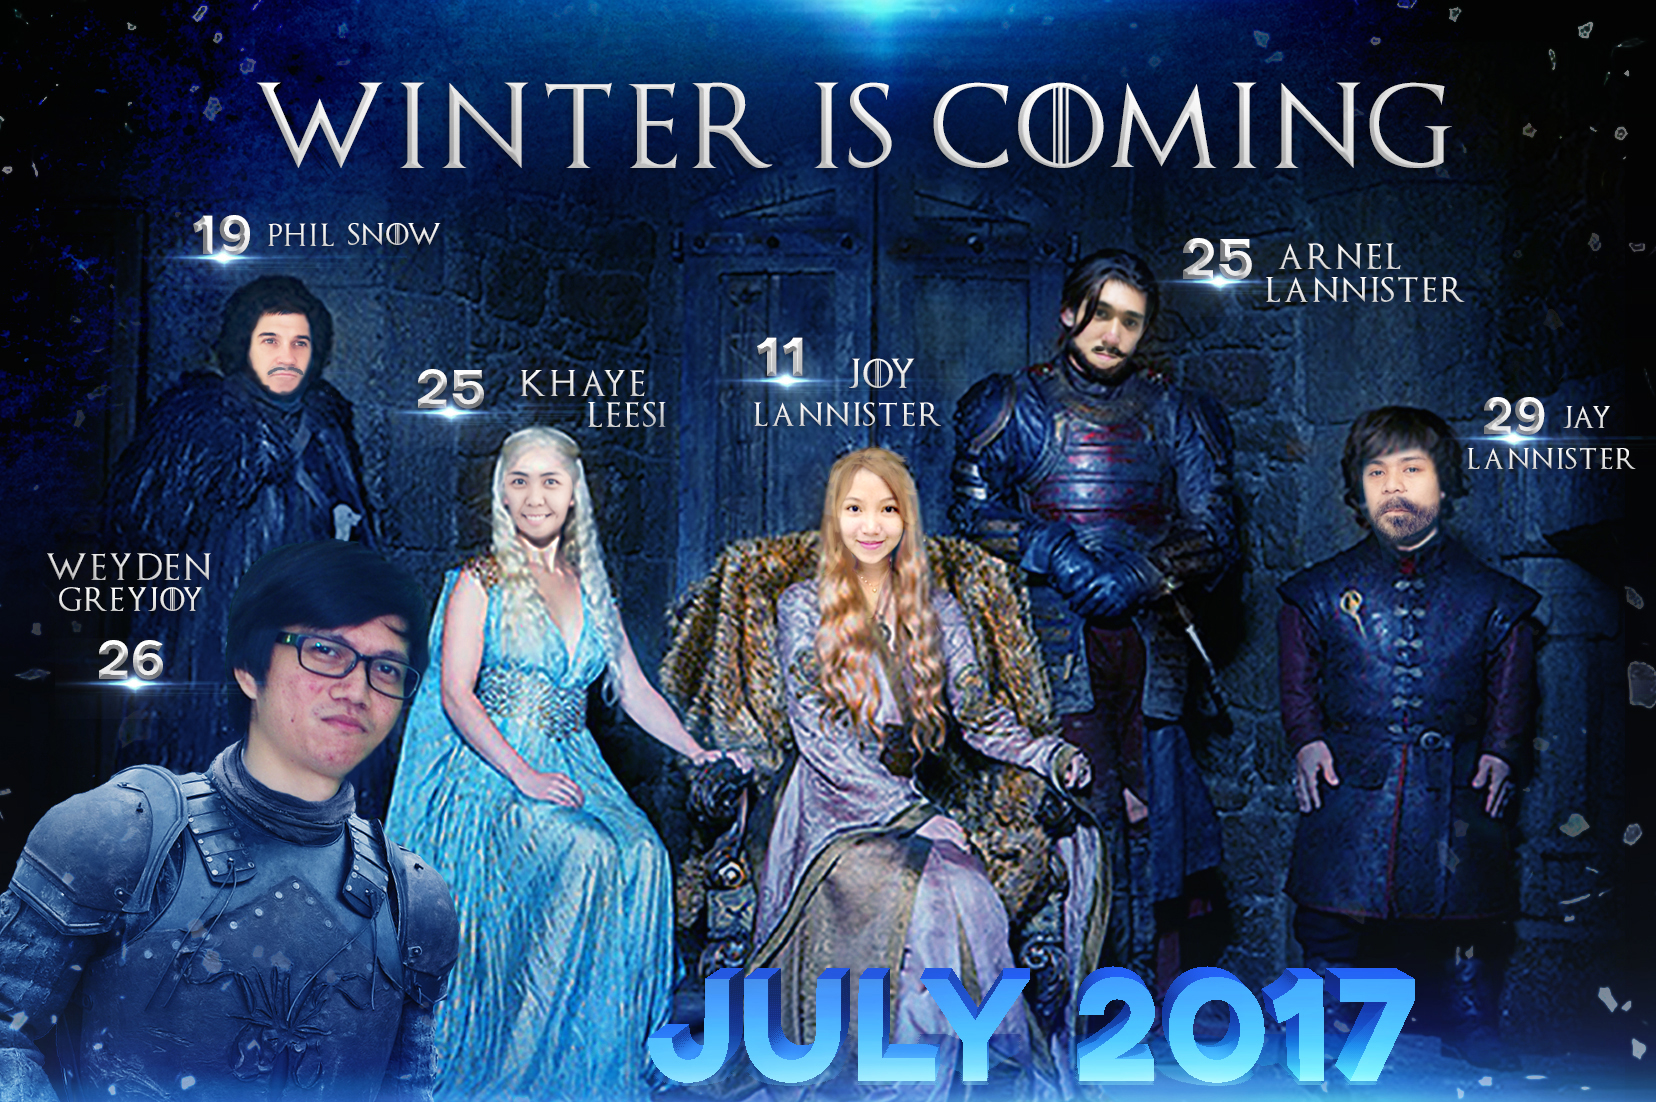 WINTER IS COMING
19 PHIL SNOW
25 ARNEL
LANNISTER
11 JOY
LANNISTER
25 KHAYE
LEESI
29 JAY
LANNISTER
WEYDEN
GREYJOY
26
JULY 2017